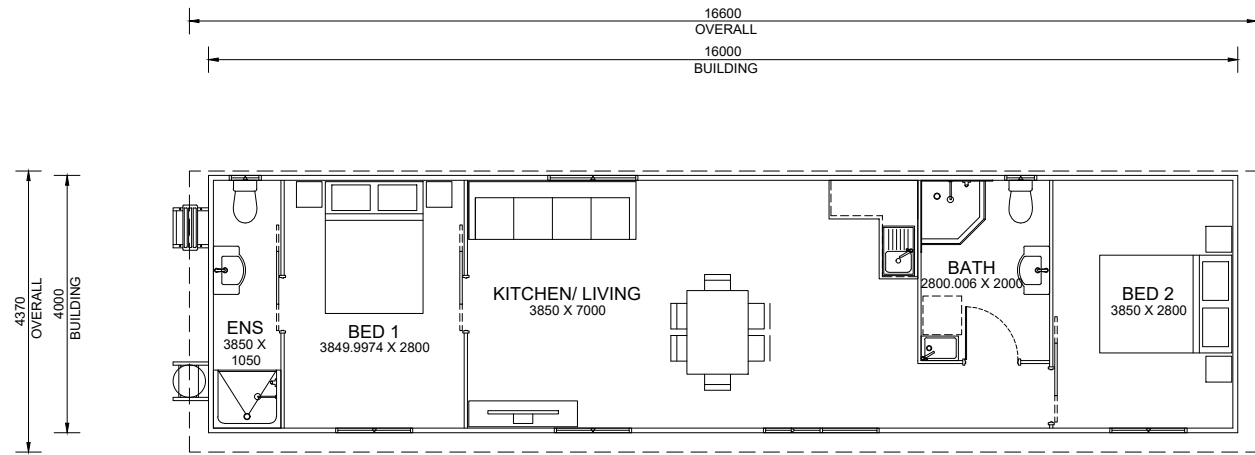 16600
OVERALL
16000
BUILDING
4370
OVERALL
4000
BUILDING
ENS
3850 X
1050
BED 1
3849.9974 X 2800
KITCHEN/ LIVING
3850 X 7000
BATH
2800.006 X 2000
BED 2
3850 X 2800